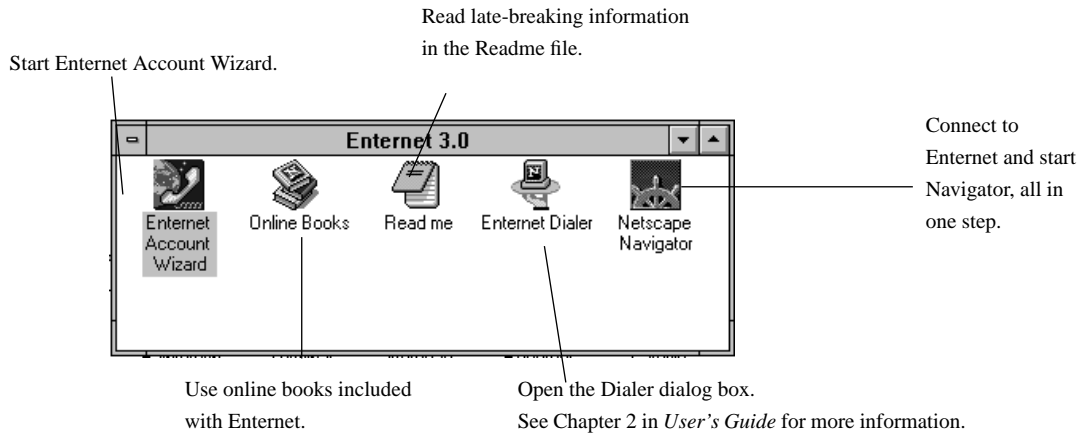 Read late-breaking information
in the Readme file.
Start Enternet Account Wizard.
Enternet 3.0
Connect to
Enternet and start
Navigator, all in
one step.
Enternet
Account
Wizard
Online Books
Read me
Enternet Dialer
Netscape
Navigator
Use online books included
with Enternet.
Open the Dialer dialog box.
See Chapter 2 in User's Guide for more information.